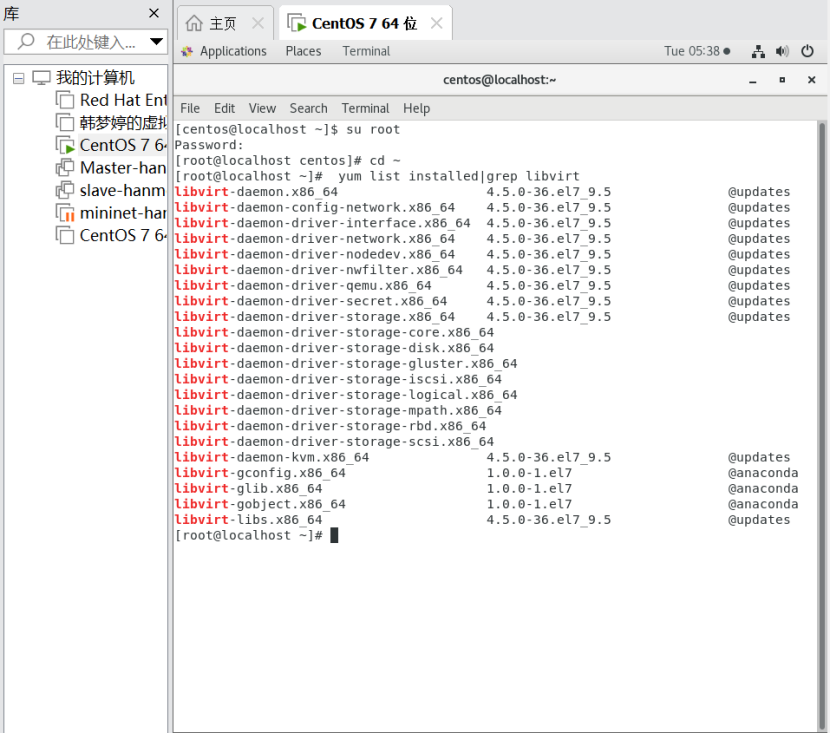 库
在此处键入...
我的计算机
Red Hat Ent
韩梦婷的虚拟
CentOS 7 64
Master-han
slave-hanm
mininet-har
CentOS 7 64
主页
CentOS 7 64 位
Applications Places Terminal Tue 05:38
centos@localhost:~
File Edit View Search Terminal Help
[centos@localhost ~]$ su root
Password:
[root@localhost centos]# cd ~
[root@localhost ~]#  yum list installed|grep libvirt
libvirt-daemon.x86_64 4.5.0-36.el7_9.5 @updates
libvirt-daemon-config-network.x86_64 4.5.0-36.el7_9.5 @updates
libvirt-daemon-driver-interface.x86_64 4.5.0-36.el7_9.5 @updates
libvirt-daemon-driver-network.x86_64 4.5.0-36.el7_9.5 @updates
libvirt-daemon-driver-nodedev.x86_64 4.5.0-36.el7_9.5 @updates
libvirt-daemon-driver-nwfilter.x86_64 4.5.0-36.el7_9.5 @updates
libvirt-daemon-driver-qemu.x86_64 4.5.0-36.el7_9.5 @updates
libvirt-daemon-driver-secret.x86_64 4.5.0-36.el7_9.5 @updates
libvirt-daemon-driver-storage.x86_64 4.5.0-36.el7_9.5 @updates
libvirt-daemon-driver-storage-core.x86_64
libvirt-daemon-driver-storage-disk.x86_64
libvirt-daemon-driver-storage-gluster.x86_64
libvirt-daemon-driver-storage-iscsi.x86_64
libvirt-daemon-driver-storage-logical.x86_64
libvirt-daemon-driver-storage-mpath.x86_64
libvirt-daemon-driver-storage-rbd.x86_64
libvirt-daemon-driver-storage-scsi.x86_64
libvirt-daemon-kvm.x86_64 4.5.0-36.el7_9.5 @updates
libvirt-gconfig.x86_64 1.0.0-1.el7 @anaconda
libvirt-glib.x86_64 1.0.0-1.el7 @anaconda
libvirt-gobject.x86_64 1.0.0-1.el7 @anaconda
libvirt-libs.x86_64 4.5.0-36.el7_9.5 @updates
[root@localhost ~]#